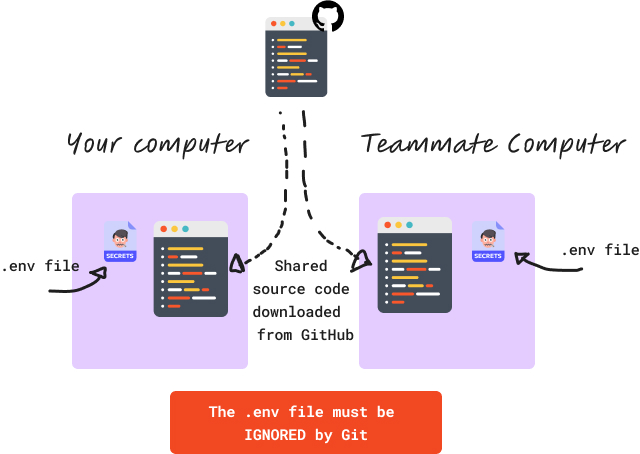 Your computer
Teammate Computer
SECRETS
.env file
Shared
source code
downloaded
from GitHub
SECRETS
.env file
The .env file must be
IGNORED by Git